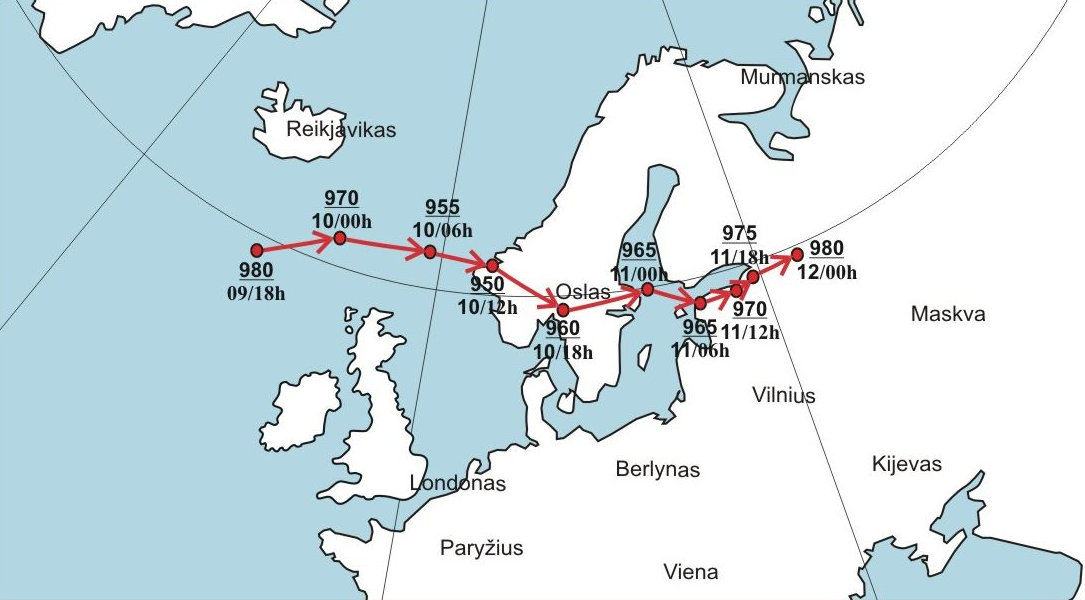 Murmanskas
Reikjavikas
970
10/00h
955
10/06h
975
11/18h
965
11/00h
980
12/00h
980
09/18h
950
10/12h
Oslas
970
11/12h
Maskva
960
10/18h
965
11/06h
Vilnius
Kijevas
Berlynas
Londonas
Paryžius
Viena